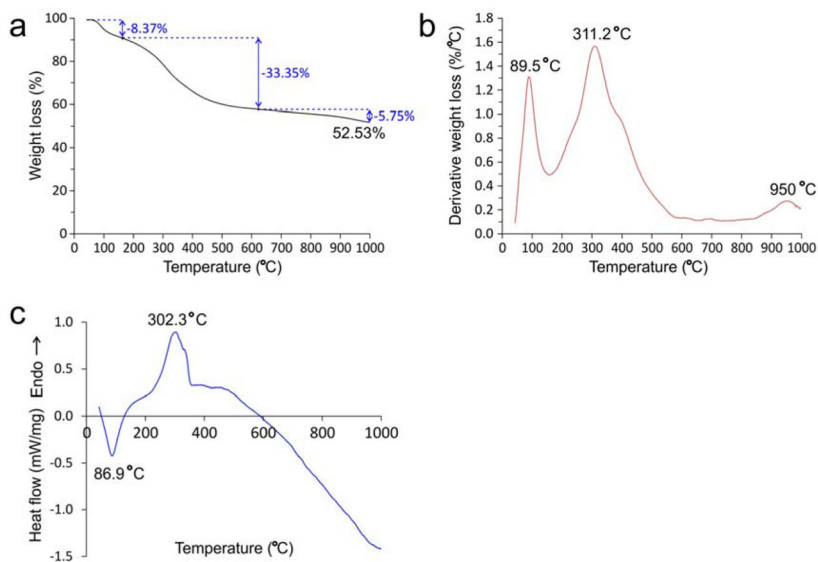 a
100
80
60
40
20
0
-8.37%
-33.35%
-5.75%
52.53%
Weight loss (%)
0 100 200 300 400 500 600 700 800 900 1000
Temperature (°C)
b
1.8
1.6
1.4
1.2
1.0
0.8
0.6
0.4
0.2
0.0
89.5°C
311.2°C
950°C
Derivative weight loss (%/°C)
0 100 200 300 400 500 600 700 800 900 1000
Temperature (°C)
c
1.0
0.5
0.0
-0.5
-1.0
-1.5
302.3°C
86.9°C
Heat flow (mW/mg) Endo →
0 200 400 600 800 1000
Temperature (°C)